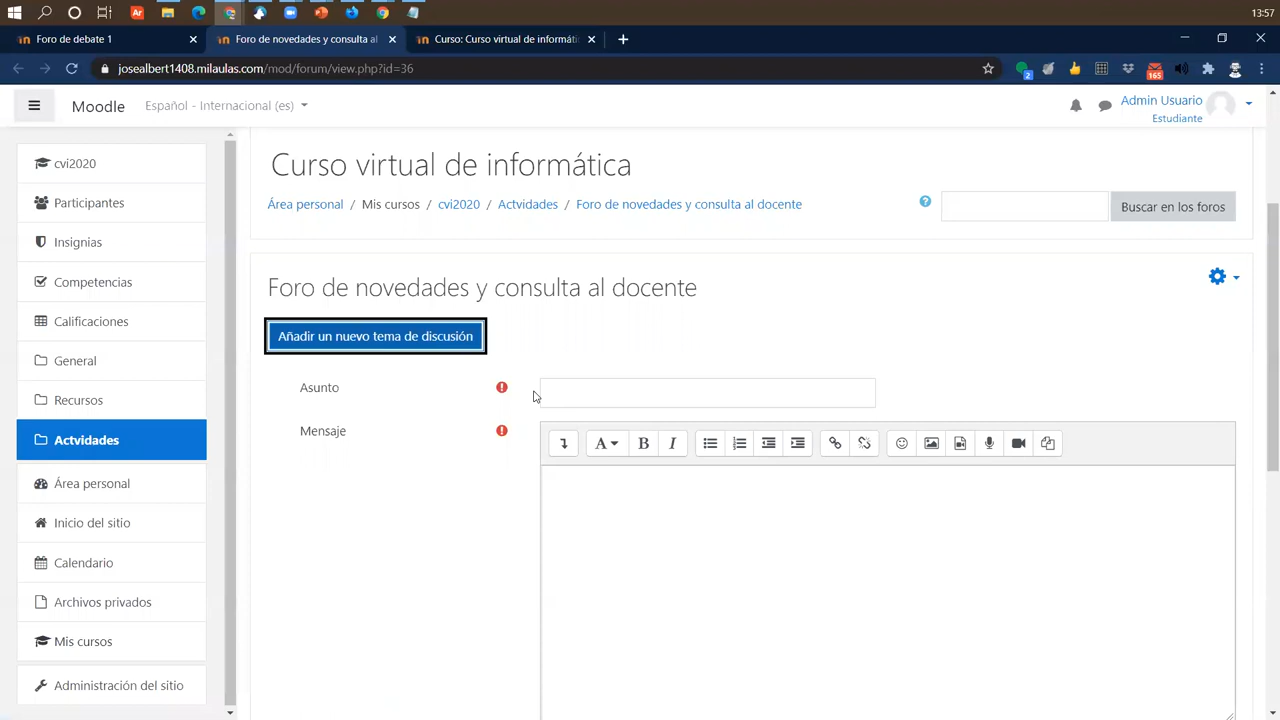 13:57
Foro de debate 1
Foro de novedades y consulta al
Curso: Curso virtual de informáti
josealbert1408.milaulas.com/mod/forum/view.php?id=36
2
165
Moodle
Español - Internacional (es)
Admin Usuario
Estudiante
cvi2020
Participantes
Insignias
Competencias
Calificaciones
General
Recursos
Actvidades
Área personal
Inicio del sitio
Calendario
Archivos privados
Mis cursos
Administración del sitio
Curso virtual de informática
Área personal / Mis cursos / cvi2020 / Actvidades / Foro de novedades y consulta al docente
Buscar en los foros
Foro de novedades y consulta al docente
Añadir un nuevo tema de discusión
Asunto
Mensaje
A B I